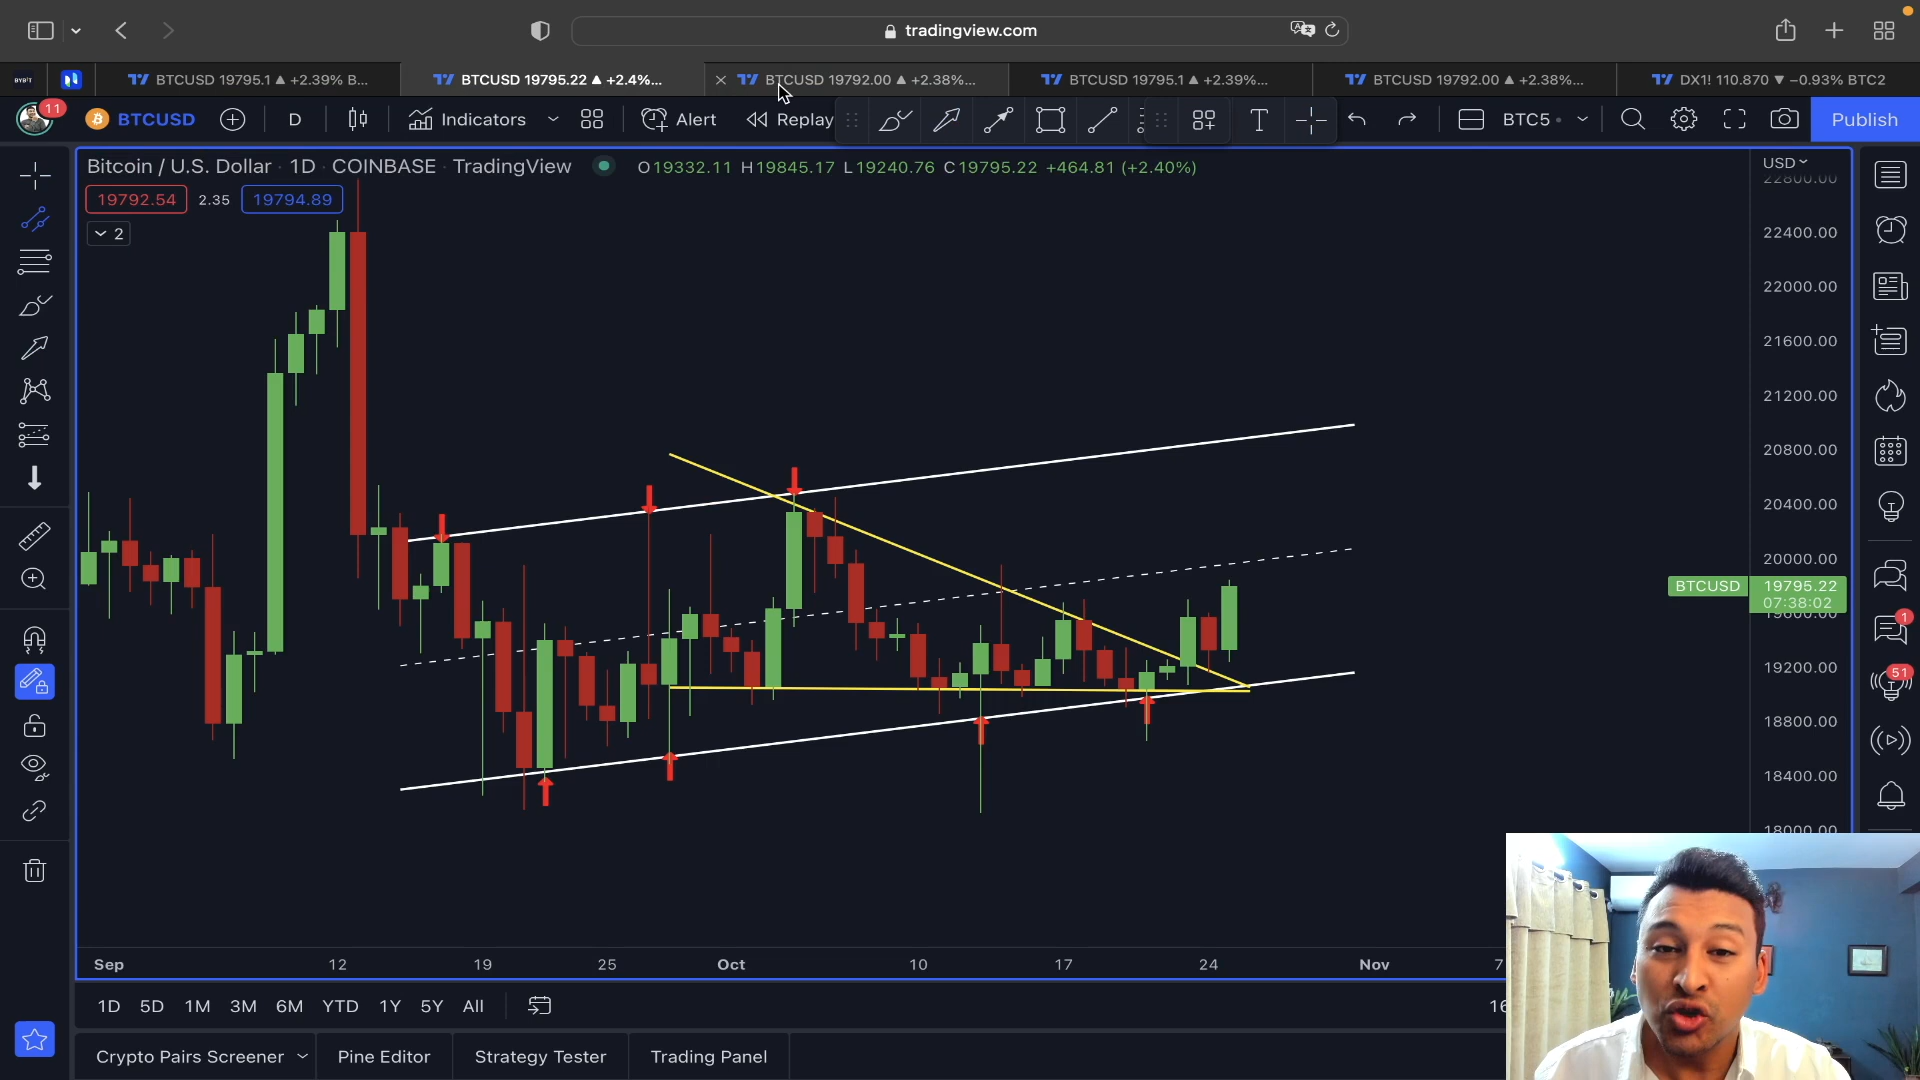 tradingview.com
BTCUSD 19795.1 ▲ +2.39% B...
BTCUSD 19795.22 ▲ +2.4%...
BTCUSD 19792.00 ▲ +2.38%...
BTCUSD 19795.1 ▲ +2.39%...
BTCUSD 19792.00 ▲ +2.38%...
DX1! 110.870 ▼ −0.93% BTC2
11
BTCUSD
D
Indicators
Alert
Replay
T
BTC5
Publish
Bitcoin / U.S. Dollar · 1D · COINBASE · TradingView
O19332.11 H19845.17 L19240.76 C19795.22 +464.81 (+2.40%)
USD
19792.54
2.35
19794.89
2
22800.00
22400.00
22000.00
21600.00
21200.00
20800.00
20400.00
20000.00
BTCUSD
19795.22
07:38:02
19600.00
19200.00
18800.00
18400.00
18000.00
1
51
Sep
12
19
25
Oct
10
17
24
Nov
7
1D
5D
1M
3M
6M
YTD
1Y
5Y
All
16
Crypto Pairs Screener
Pine Editor
Strategy Tester
Trading Panel